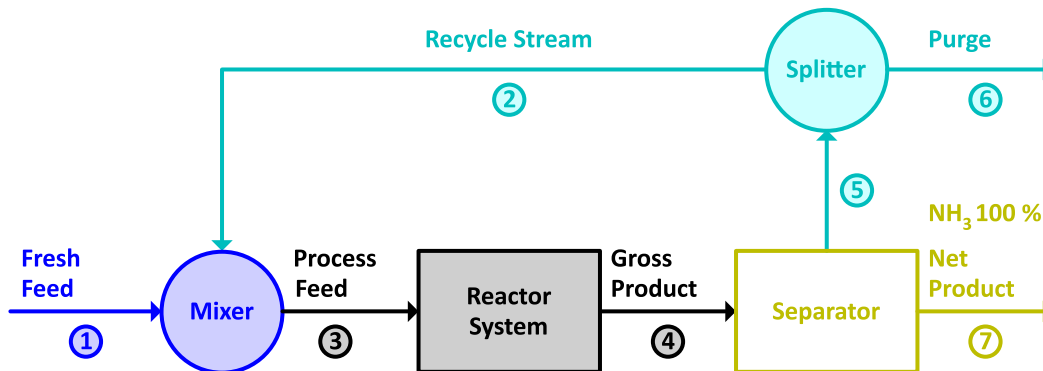 Recycle Stream
2
Splitter
Purge
6
5
NH₃ 100 %
Fresh
Feed
1
Mixer
Process
Feed
3
Reactor
System
Gross
Product
4
Separator
Net
Product
7